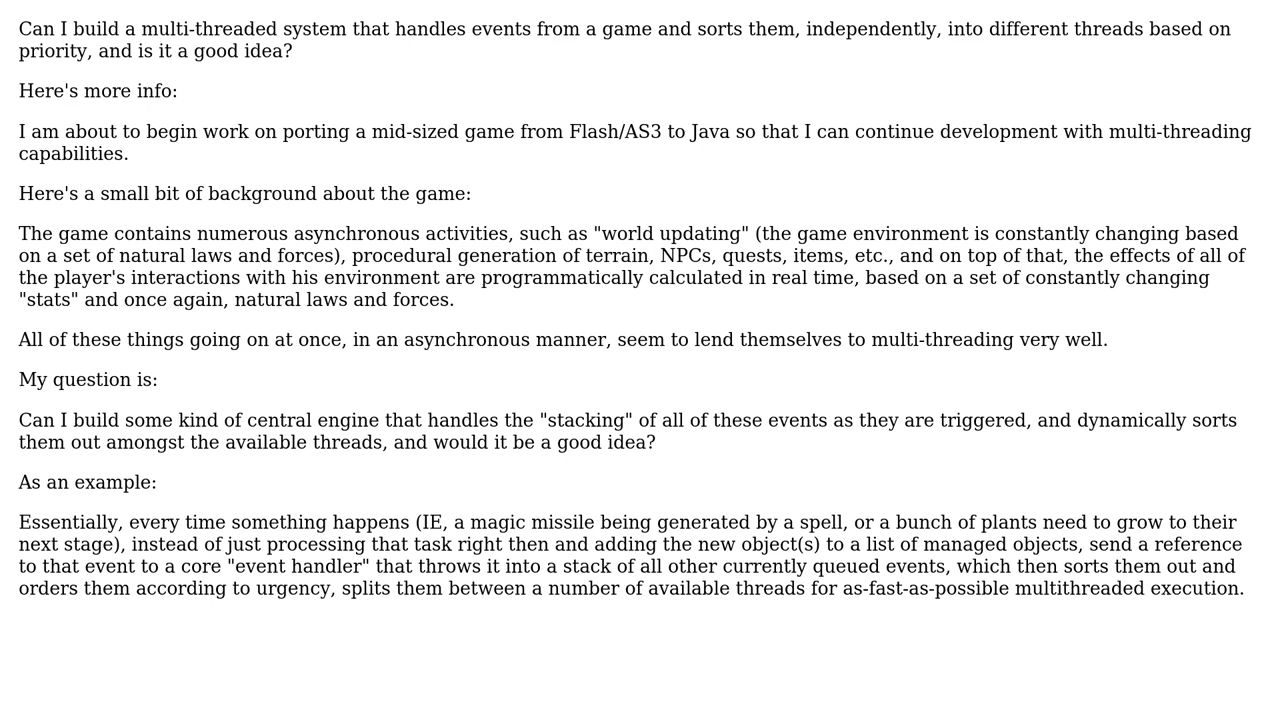 Can I build a multi-threaded system that handles events from a game and sorts them, independently, into different threads based on
priority, and is it a good idea?
Here's more info:
I am about to begin work on porting a mid-sized game from Flash/AS3 to Java so that I can continue development with multi-threading
capabilities.
Here's a small bit of background about the game:
The game contains numerous asynchronous activities, such as "world updating" (the game environment is constantly changing based
on a set of natural laws and forces), procedural generation of terrain, NPCs, quests, items, etc., and on top of that, the effects of all of
the player's interactions with his environment are programmatically calculated in real time, based on a set of constantly changing
"stats" and once again, natural laws and forces.
All of these things going on at once, in an asynchronous manner, seem to lend themselves to multi-threading very well.
My question is:
Can I build some kind of central engine that handles the "stacking" of all of these events as they are triggered, and dynamically sorts
them out amongst the available threads, and would it be a good idea?
As an example:
Essentially, every time something happens (IE, a magic missile being generated by a spell, or a bunch of plants need to grow to their
next stage), instead of just processing that task right then and adding the new object(s) to a list of managed objects, send a reference
to that event to a core "event handler" that throws it into a stack of all other currently queued events, which then sorts them out and
orders them according to urgency, splits them between a number of available threads for as-fast-as-possible multithreaded execution.